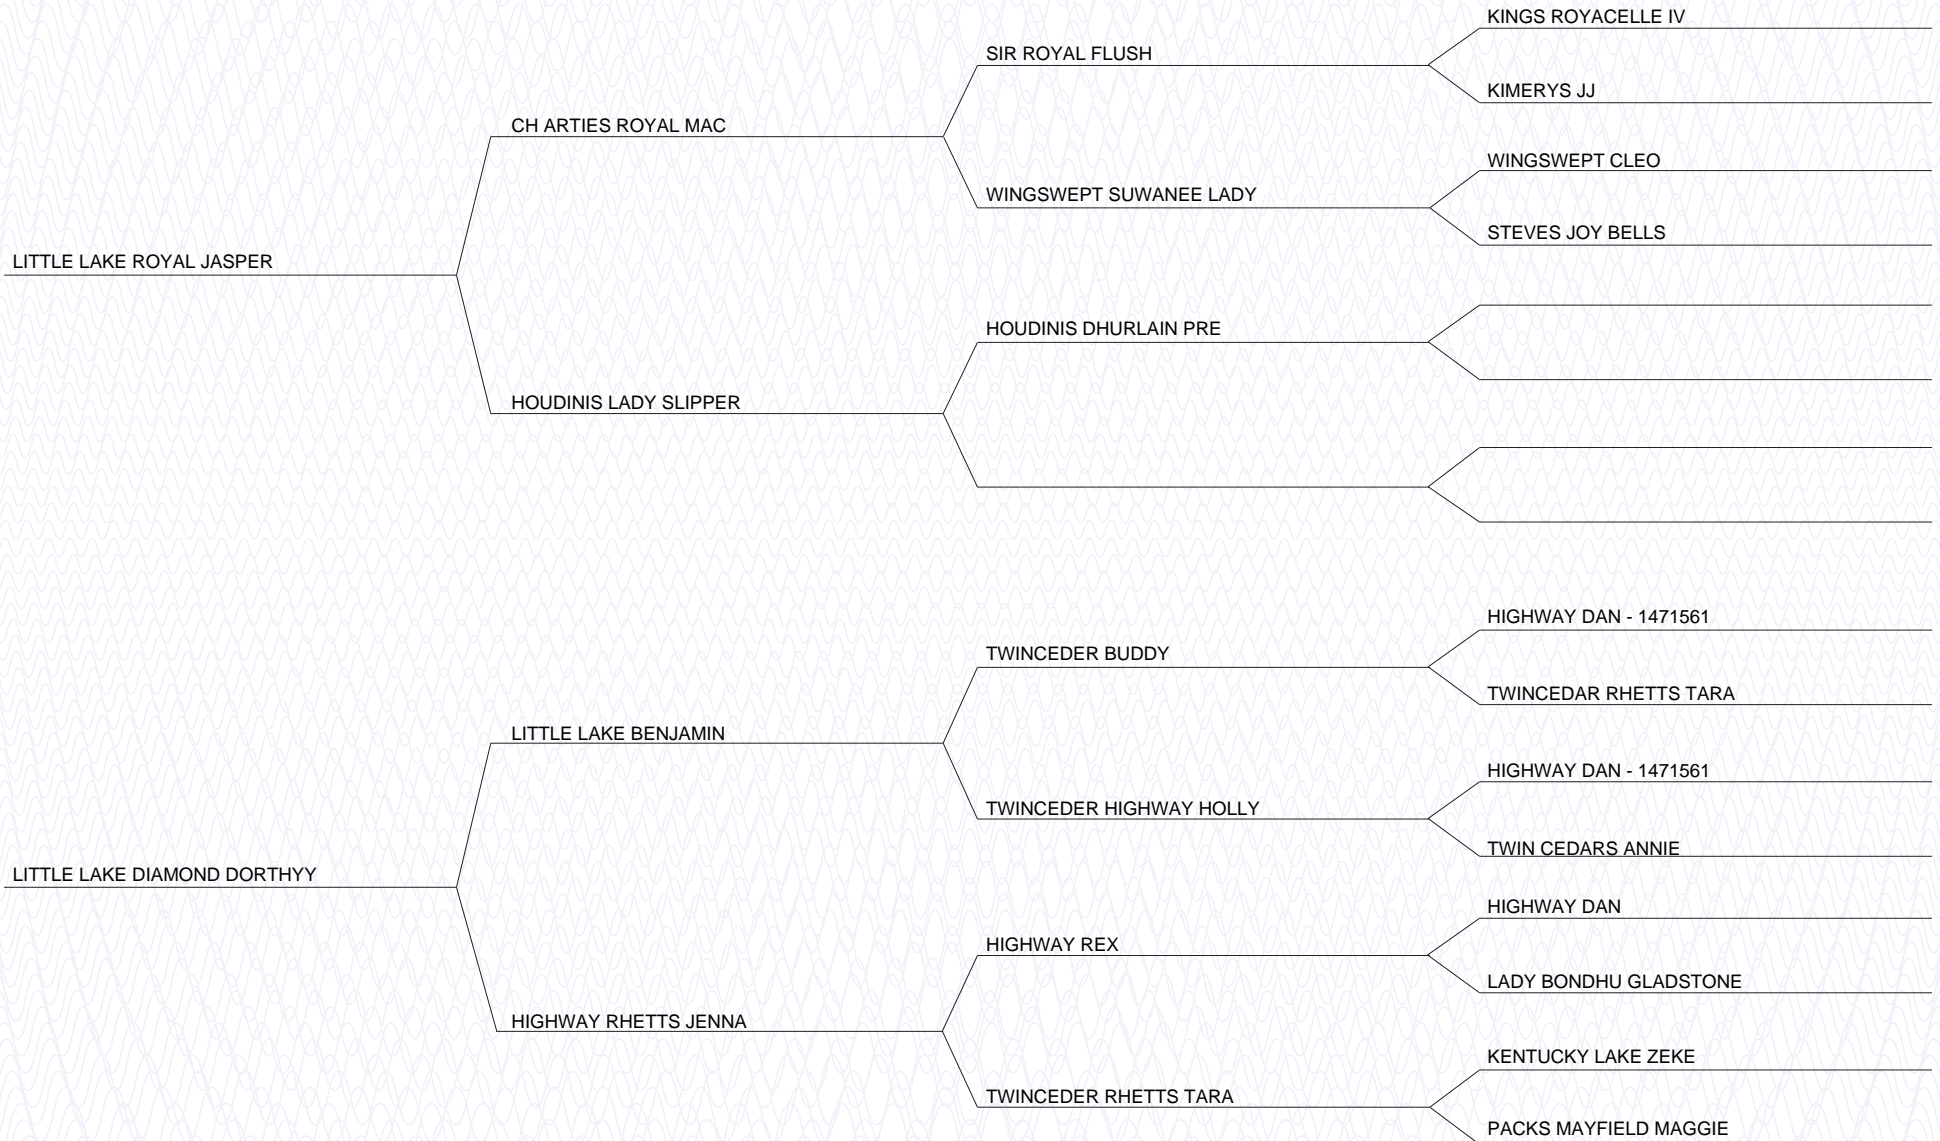 KINGS ROYACELLE IV
SIR ROYAL FLUSH
KIMERYS JJ
CH ARTIES ROYAL MAC
WINGSWEPT CLEO
WINGSWEPT SUWANEE LADY
STEVES JOY BELLS
LITTLE LAKE ROYAL JASPER
HOUDINIS DHURLAIN PRE
HOUDINIS LADY SLIPPER
HIGHWAY DAN - 1471561
TWINCEDER BUDDY
TWINCEDAR RHETTS TARA
LITTLE LAKE BENJAMIN
HIGHWAY DAN - 1471561
TWINCEDER HIGHWAY HOLLY
TWIN CEDARS ANNIE
LITTLE LAKE DIAMOND DORTHYY
HIGHWAY DAN
HIGHWAY REX
LADY BONDHU GLADSTONE
HIGHWAY RHETTS JENNA
KENTUCKY LAKE ZEKE
TWINCEDER RHETTS TARA
PACKS MAYFIELD MAGGIE